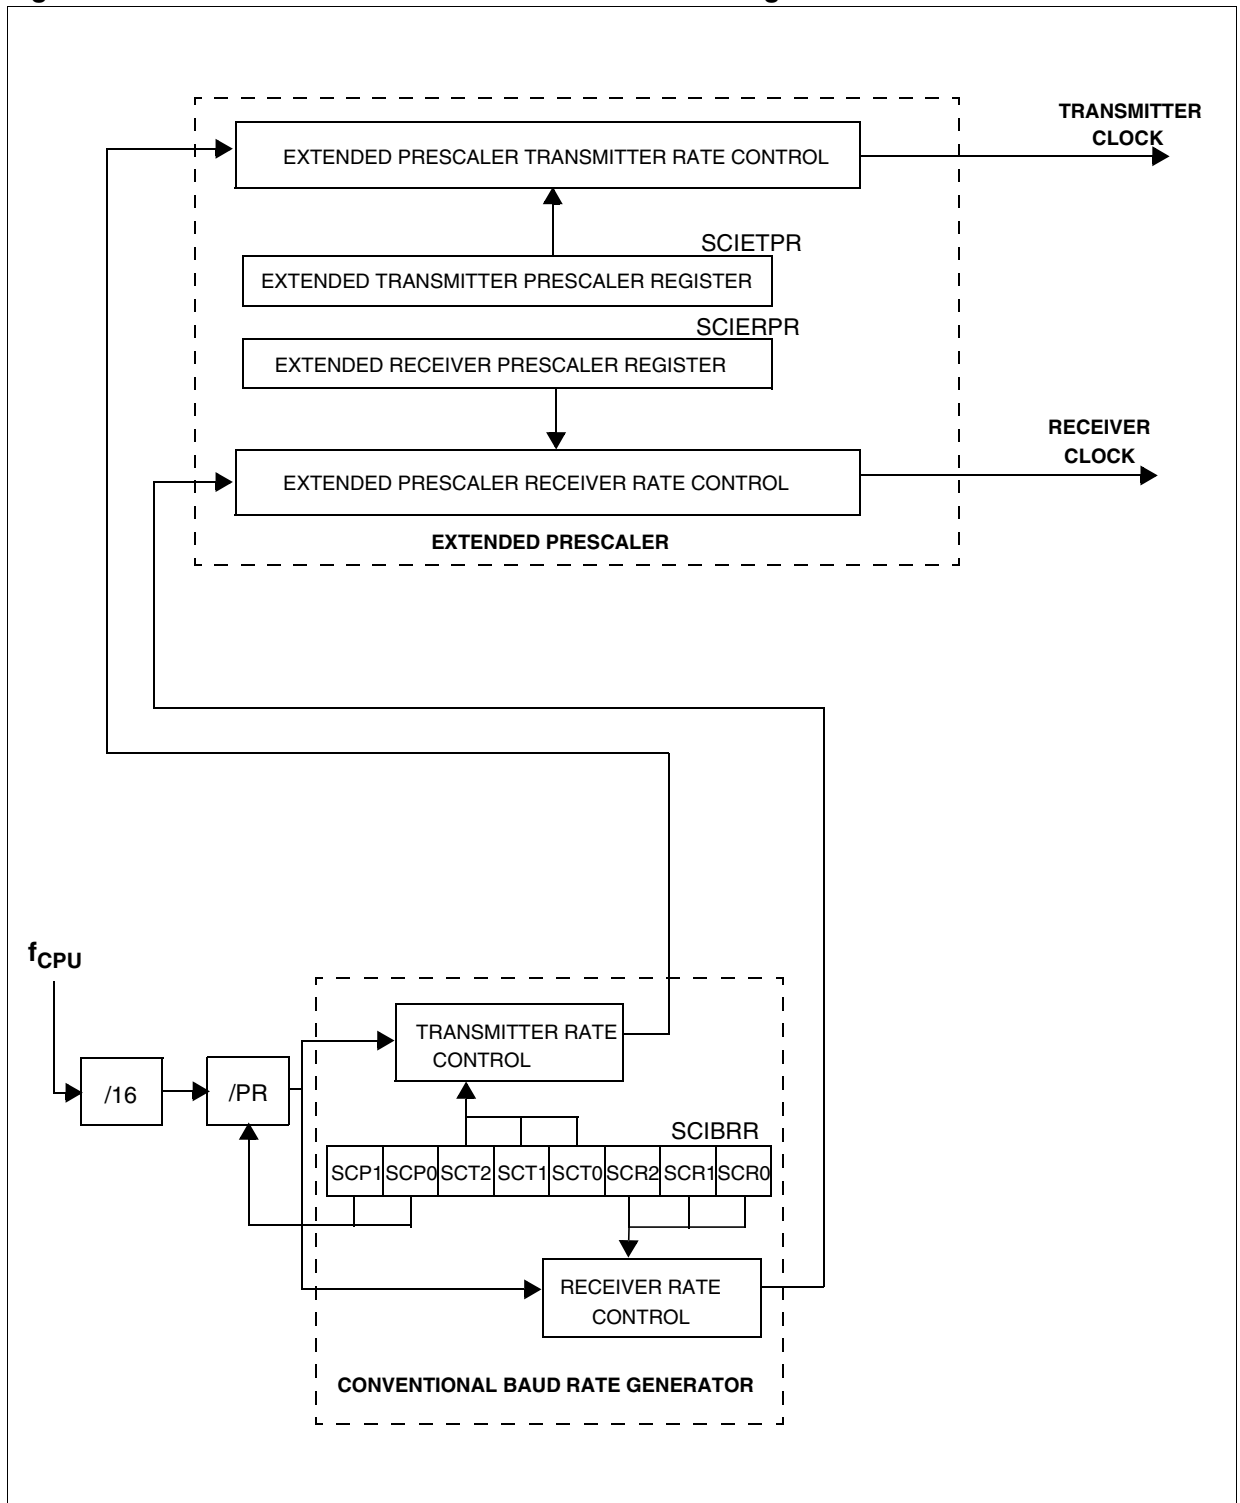 TRANSMITTER
CLOCK
EXTENDED PRESCALER TRANSMITTER RATE CONTROL
SCIETPR
EXTENDED TRANSMITTER PRESCALER REGISTER
SCIERPR
EXTENDED RECEIVER PRESCALER REGISTER
RECEIVER
CLOCK
EXTENDED PRESCALER RECEIVER RATE CONTROL
EXTENDED PRESCALER
fCPU
TRANSMITTER RATE
CONTROL
/16
/PR
SCIBRR
SCP1 SCP0 SCT2 SCT1 SCT0 SCR2 SCR1 SCR0
RECEIVER RATE
CONTROL
CONVENTIONAL BAUD RATE GENERATOR